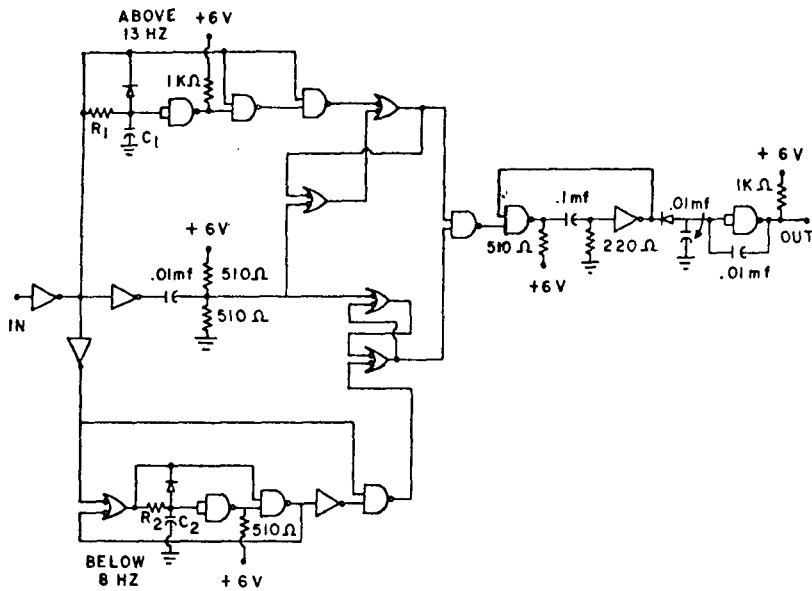 ABOVE
13 HZ
+6V
1KΩ
R1
C1
+6V
.01mf
510Ω
510Ω
IN
.1mf
510Ω
+6V
220Ω
.01mf
+6V
1KΩ
OUT
.01mf
R2
C2
510Ω
+6V
BELOW
8 HZ